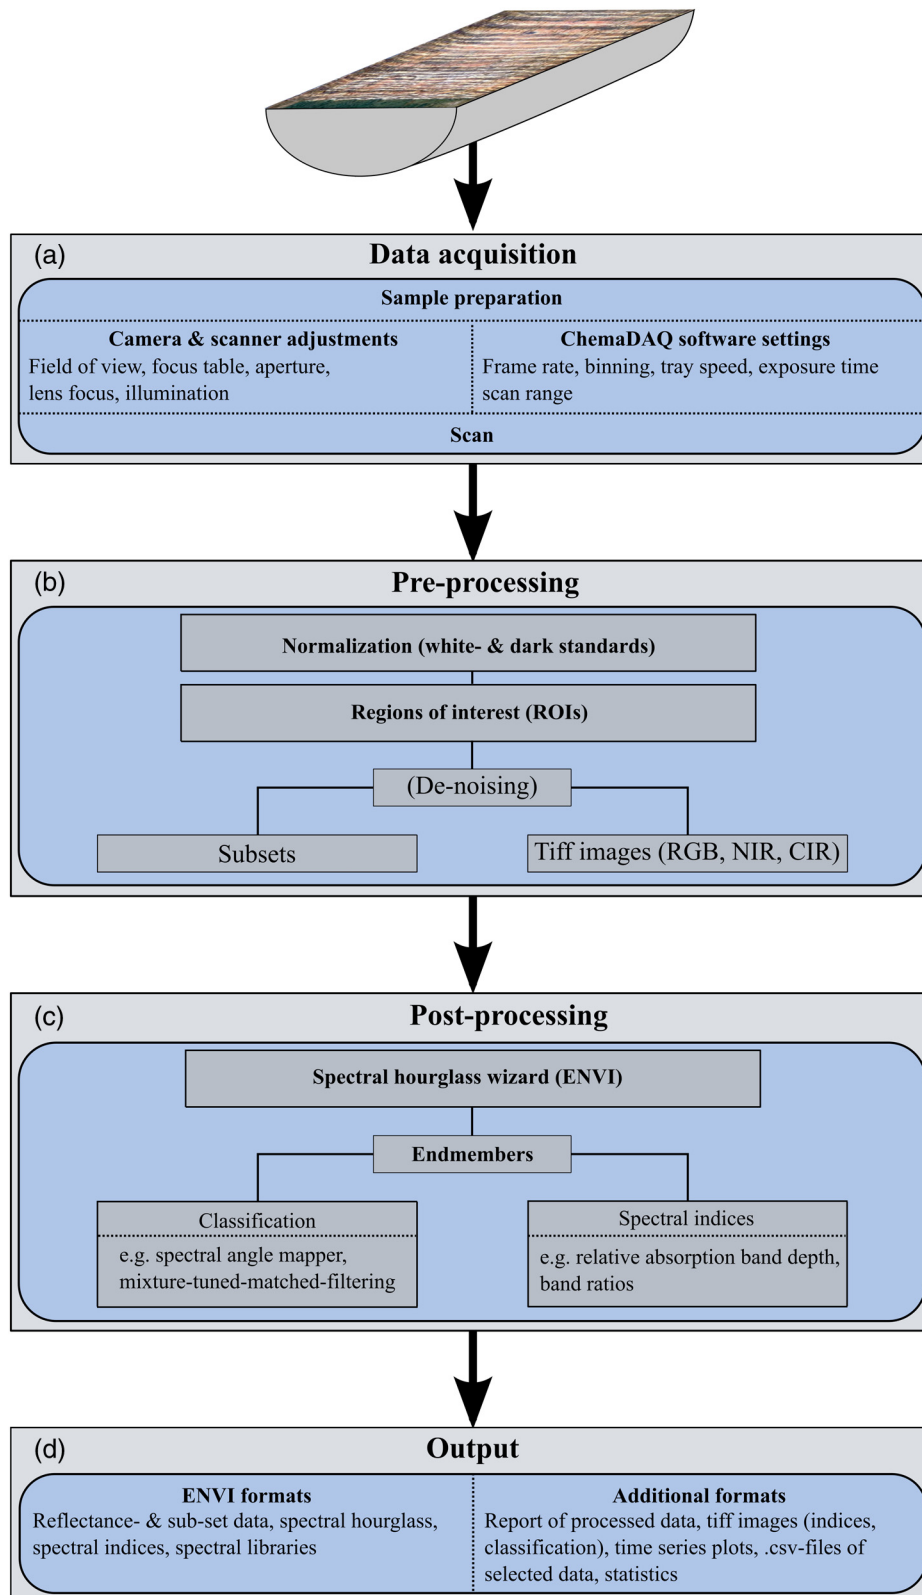 (a)
Data acquisition
Sample preparation
Camera & scanner adjustments
Field of view, focus table, aperture,
lens focus, illumination
ChemaDAQ software settings
Frame rate, binning, tray speed, exposure time
scan range
Scan
(b)
Pre-processing
Normalization (white- & dark standards)
Regions of interest (ROIs)
(De-noising)
Subsets
Tiff images (RGB, NIR, CIR)
(c)
Post-processing
Spectral hourglass wizard (ENVI)
Endmembers
Classification
e.g. spectral angle mapper,
mixture-tuned-matched-filtering
Spectral indices
e.g. relative absorption band depth,
band ratios
(d)
Output
ENVI formats
Reflectance- & sub-set data, spectral hourglass,
spectral indices, spectral libraries
Additional formats
Report of processed data, tiff images (indices,
classification), time series plots, .csv-files of
selected data, statistics